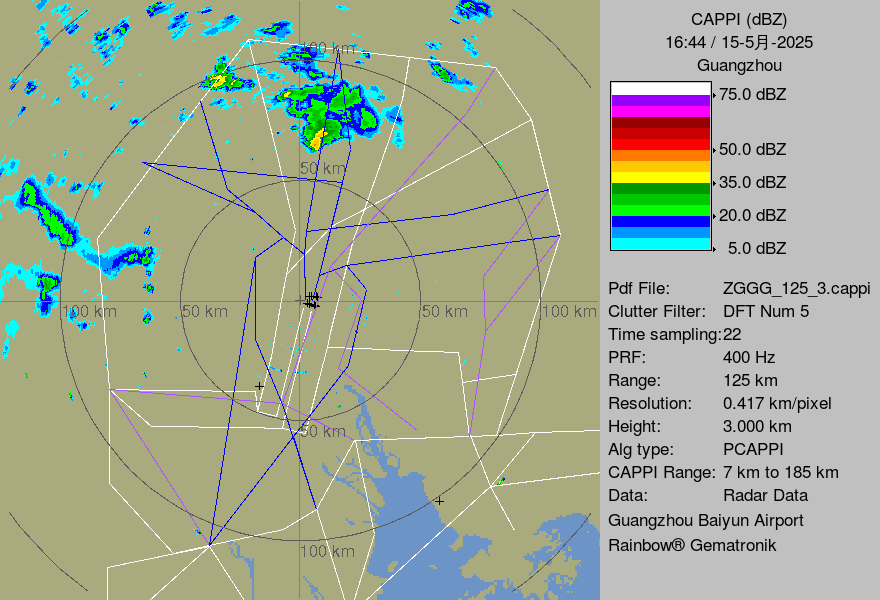 CAPPI (dBZ)
16:44 / 15-5月-2025
Guangzhou
75.0 dBZ
50.0 dBZ
35.0 dBZ
20.0 dBZ
5.0 dBZ
Pdf File: ZGGG_125_3.cappi
Clutter Filter: DFT Num 5
Time sampling:22
PRF: 400 Hz
Range: 125 km
Resolution: 0.417 km/pixel
Height: 3.000 km
Alg type: PCAPPI
CAPPI Range: 7 km to 185 km
Data: Radar Data
Guangzhou Baiyun Airport
Rainbow® Gematronik
100 km
50 km
100 km
50 km
50 km
100 km
50 km
100 km